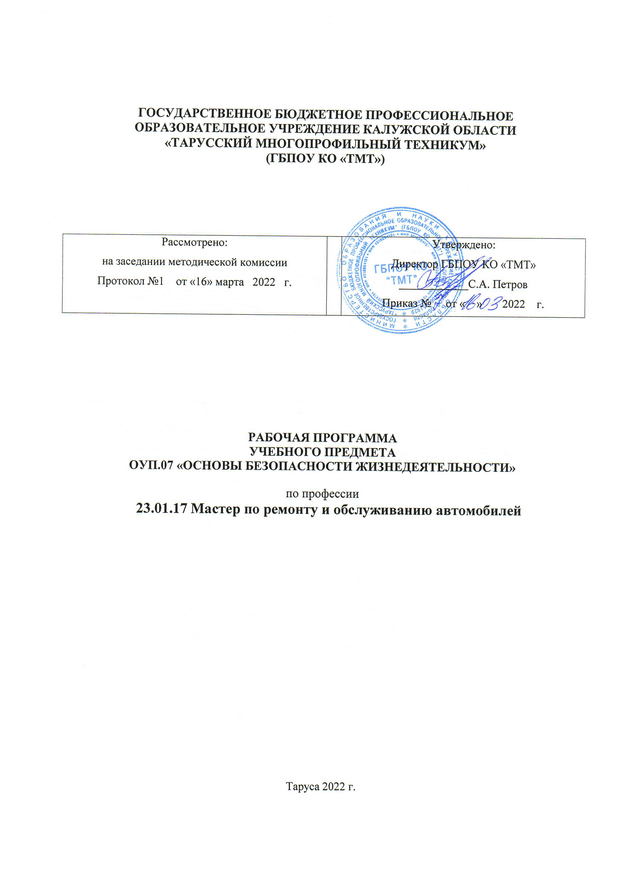 ГОСУДАРСТВЕННОЕ БЮДЖЕТНОЕ ПРОФЕССИОНАЛЬНОЕ
ОБРАЗОВАТЕЛЬНОЕ УЧРЕЖДЕНИЕ КАЛУЖСКОЙ ОБЛАСТИ
«ТАРУССКИЙ МНОГОПРОФИЛЬНЫЙ ТЕХНИКУМ»
(ГБПОУ КО «ТМТ»)
Рассмотрено:
на заседании методической комиссии
Протокол №1 от «16» марта 2022 г.
Утверждено:
Директор ГБПОУ КО «ТМТ»
С.А. Петров
Приказ № от «16» 03 2022 г.
ГБПОУ КО
"ТМТ"
РАБОЧАЯ ПРОГРАММА
УЧЕБНОГО ПРЕДМЕТА
ОУП.07 «ОСНОВЫ БЕЗОПАСНОСТИ ЖИЗНЕДЕЯТЕЛЬНОСТИ»
по профессии
23.01.17 Мастер по ремонту и обслуживанию автомобилей
Таруса 2022 г.